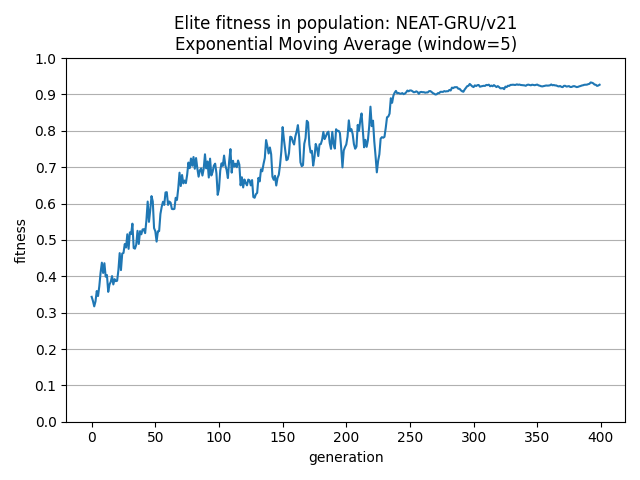 Elite fitness in population: NEAT-GRU/v21
Exponential Moving Average (window=5)
1.0
0.9
0.8
0.7
0.6
0.5
0.4
0.3
0.2
0.1
0.0
fitness
0 50 100 150 200 250 300 350 400
generation